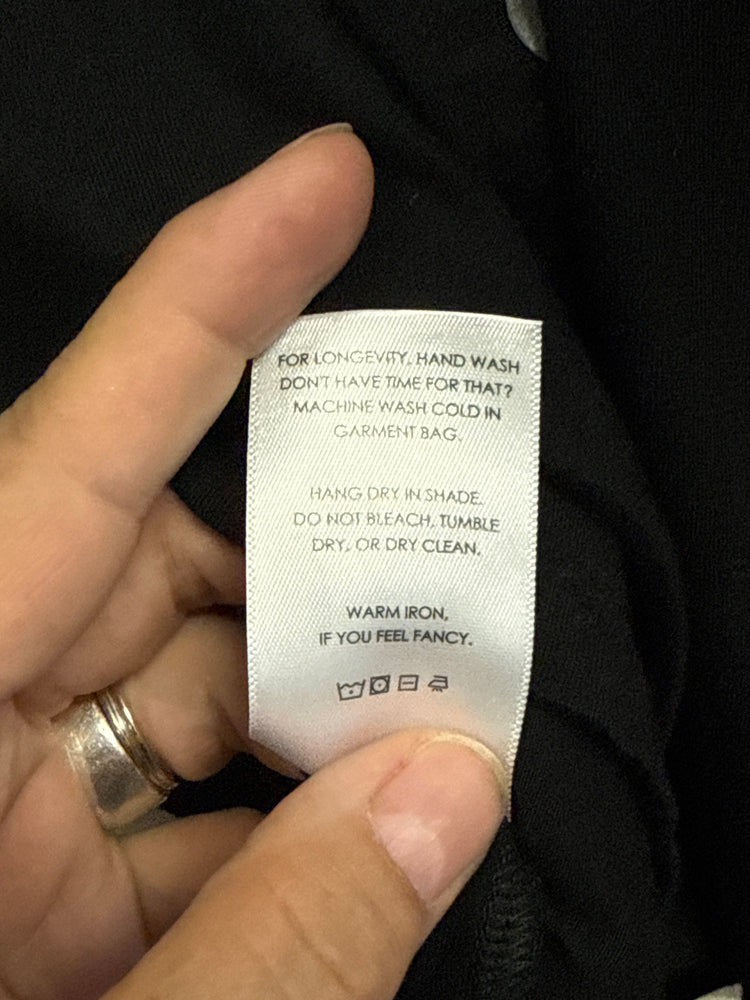 FOR LONGEVITY, HAND WASH
DON'T HAVE TIME FOR THAT?
MACHINE WASH COLD IN
GARMENT BAG.
HANG DRY IN SHADE.
DO NOT BLEACH, TUMBLE
DRY, OR DRY CLEAN.
WARM IRON,
IF YOU FEEL FANCY.